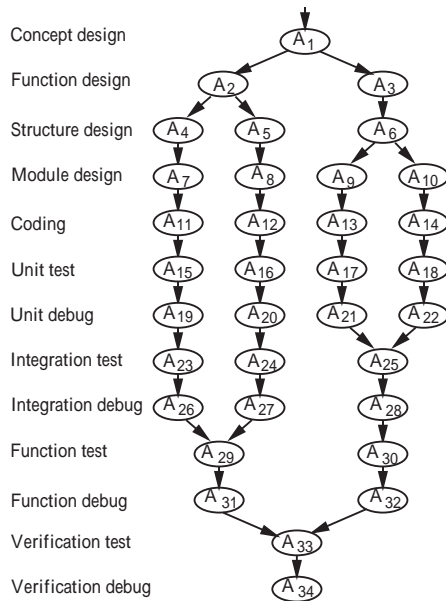 Concept design A1
Function design A2 A3
Structure design A4 A5 A6
Module design A7 A8 A9 A10
Coding A11 A12 A13 A14
Unit test A15 A16 A17 A18
Unit debug A19 A20 A21 A22
Integration test A23 A24 A25
Integration debug A26 A27 A28
Function test A29 A30
Function debug A31 A32
Verification test A33
Verification debug A34